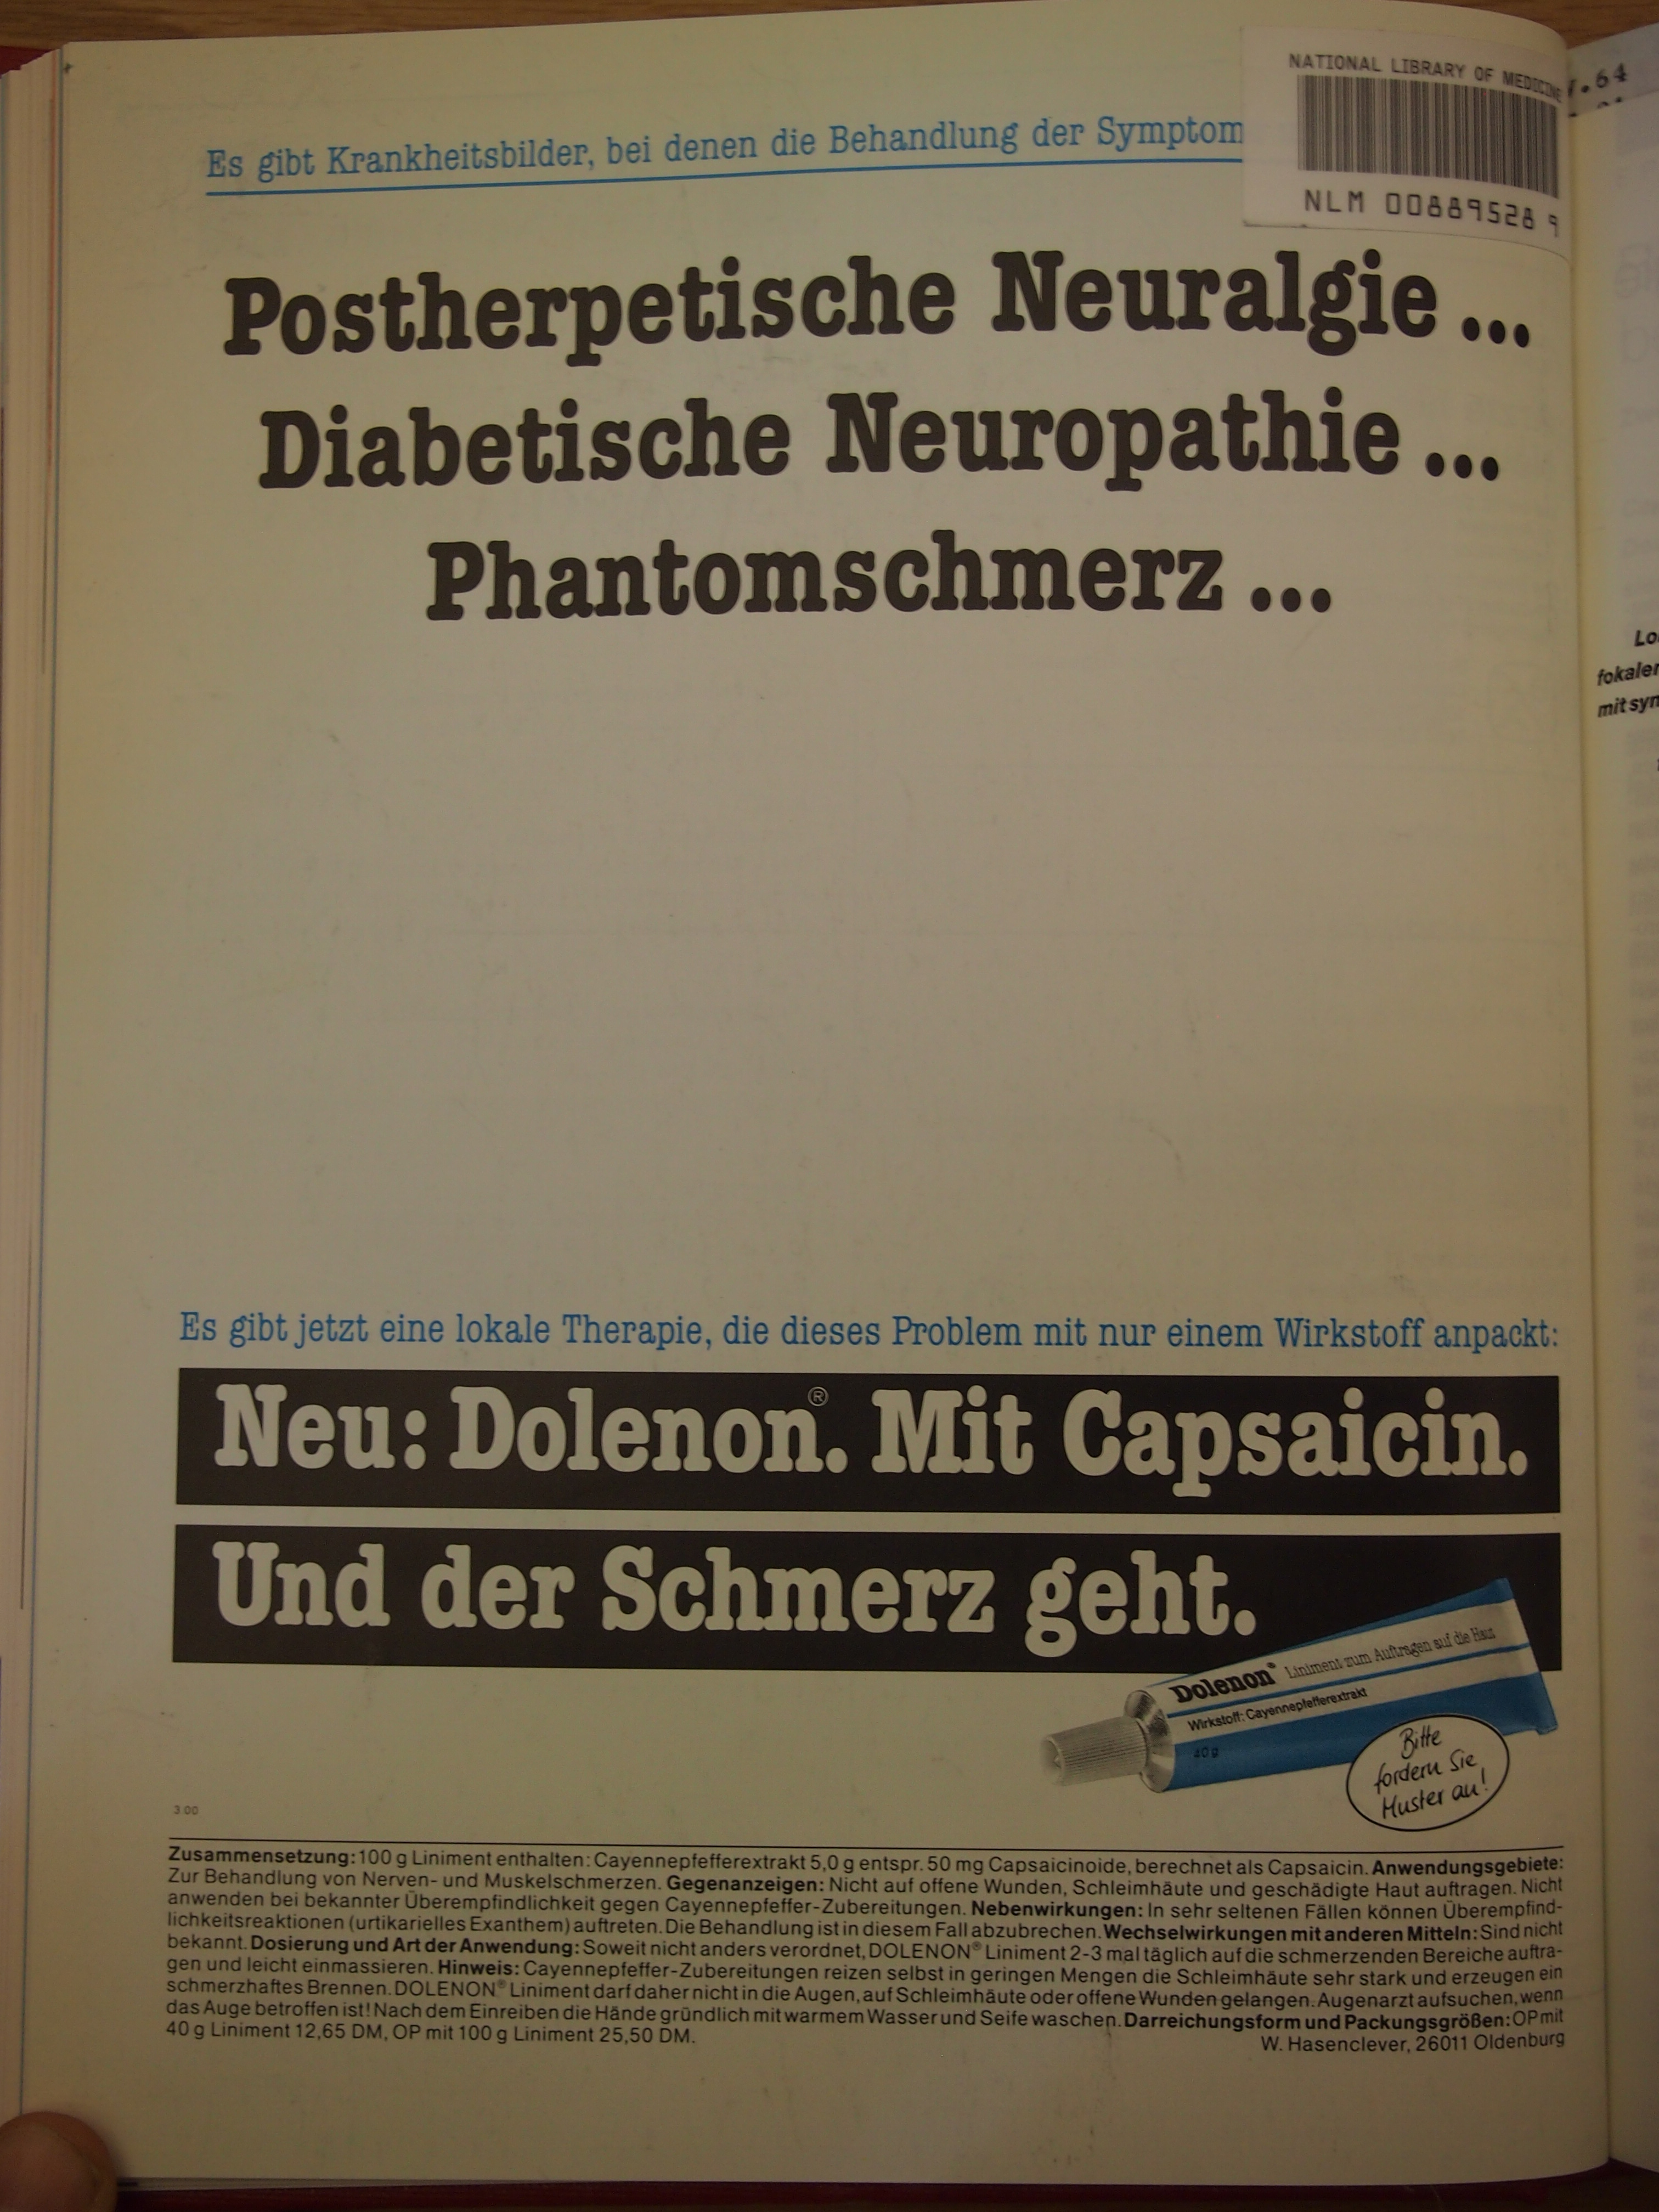 NATIONAL LIBRARY OF MEDICINE
NLM 00889528 9
.64
Es gibt Krankheitsbilder, bei denen die Behandlung der Symptom
Postherpetische Neuralgie ...
Diabetische Neuropathie ...
Phantomschmerz ...
Lo
fokaler
mit syn
Es gibt jetzt eine lokale Therapie, die dieses Problem mit nur einem Wirkstoff anpackt:
Neu: Dolenon®. Mit Capsaicin.
Und der Schmerz geht.
Dolenon® Liniment zum Auftragen auf die Haut
Wirkstoff: Cayennepfefferextrakt
40 g
Bitte
fordern Sie
Muster an!
3.00
Zusammensetzung: 100 g Liniment enthalten: Cayennepfefferextrakt 5,0 g entspr. 50 mg Capsaicinoide, berechnet als Capsaicin. Anwendungsgebiete:
Zur Behandlung von Nerven- und Muskelschmerzen. Gegenanzeigen: Nicht auf offene Wunden, Schleimhäute und geschädigte Haut auftragen. Nicht
anwenden bei bekannter Überempfindlichkeit gegen Cayennepfeffer-Zubereitungen. Nebenwirkungen: In sehr seltenen Fällen können Überempfind-
lichkeitsreaktionen (urtikarielles Exanthem) auftreten. Die Behandlung ist in diesem Fall abzubrechen. Wechselwirkungen mit anderen Mitteln: Sind nicht
bekannt. Dosierung und Art der Anwendung: Soweit nicht anders verordnet, DOLENON® Liniment 2-3 mal täglich auf die schmerzenden Bereiche auftra-
gen und leicht einmassieren. Hinweis: Cayennepfeffer-Zubereitungen reizen selbst in geringen Mengen die Schleimhäute sehr stark und erzeugen ein
schmerzhaftes Brennen. DOLENON® Liniment darf daher nicht in die Augen, auf Schleimhäute oder offene Wunden gelangen. Augenarzt aufsuchen, wenn
das Auge betroffen ist! Nach dem Einreiben die Hände gründlich mit warmem Wasser und Seife waschen. Darreichungsform und Packungsgrößen: OP mit
40 g Liniment 12,65 DM, OP mit 100 g Liniment 25,50 DM.
W. Hasenclever, 26011 Oldenburg